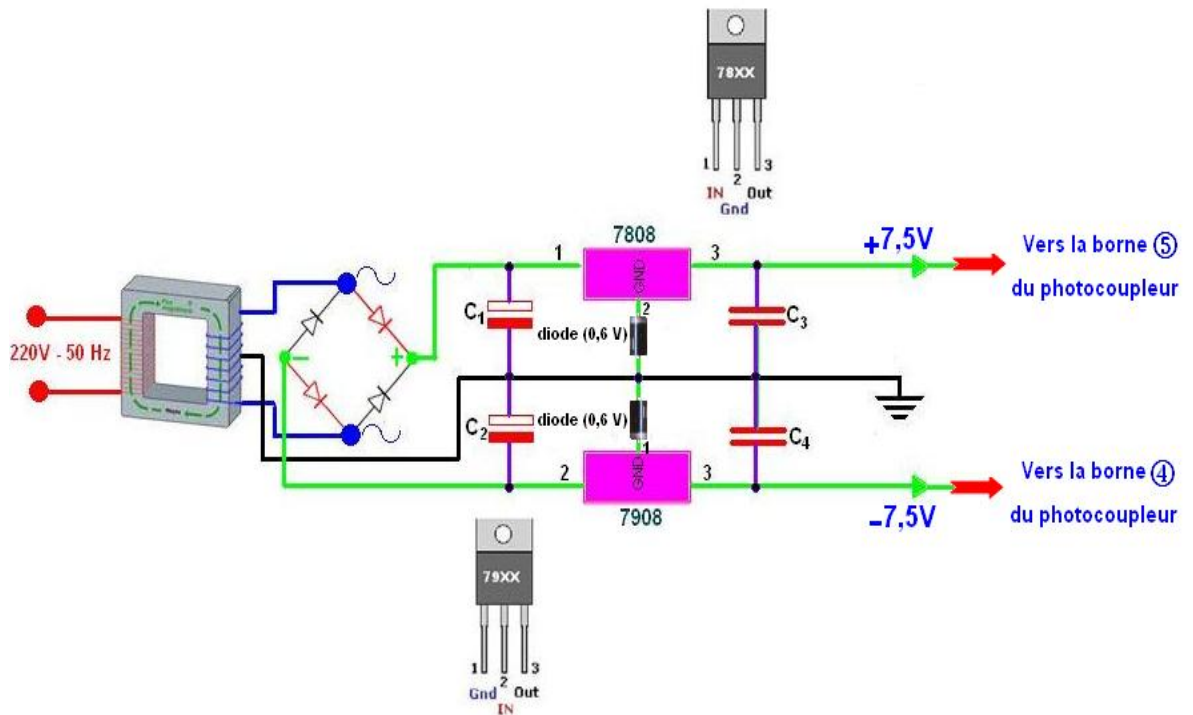 78XX
1
2
3
IN
Out
Gnd
7808
+7,5V
Vers la borne ⑤
du photocoupleur
1
GND
3
2
C1
diode (0,6 V)
C3
220V - 50 Hz
−
+
C2
diode (0,6 V)
C4
1
2
GND
3
Vers la borne ④
du photocoupleur
−7,5V
7908
79XX
1
2
3
Gnd
Out
IN